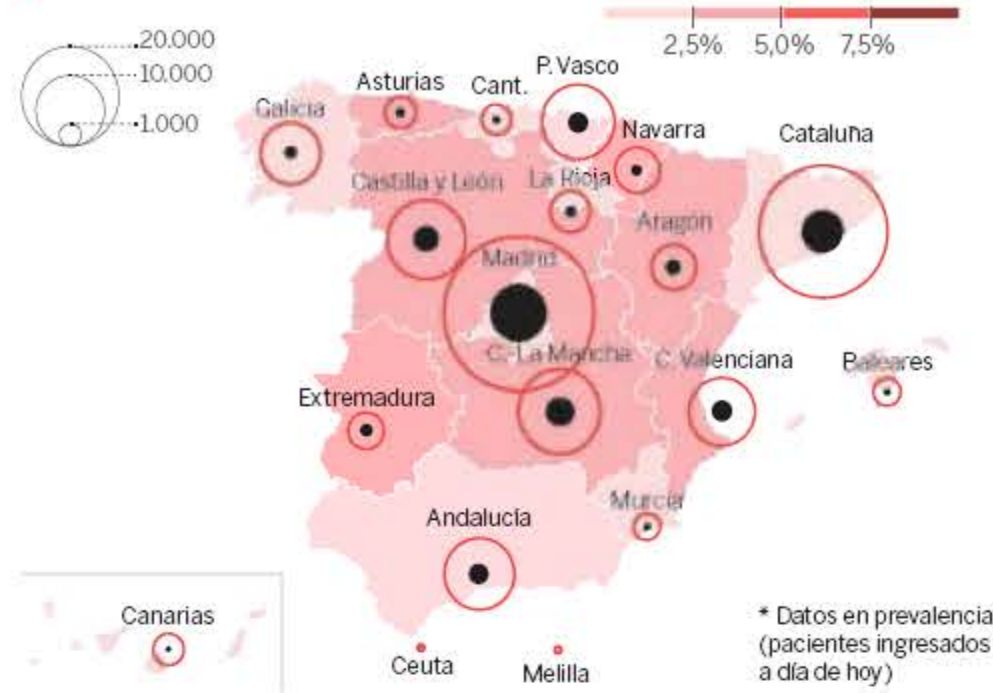 20.000
10.000
1.000
2,5%
5,0%
7,5%
Asturias
Cant.
P. Vasco
Galicia
Navarra
Cataluña
Castilla y León
La Rioja
Aragón
Madrid
C.-La Mancha
C. Valenciana
Baleares
Extremadura
Murcia
Andalucía
Canarias
Ceuta
Melilla
* Datos en prevalencia
(pacientes ingresados
a día de hoy)